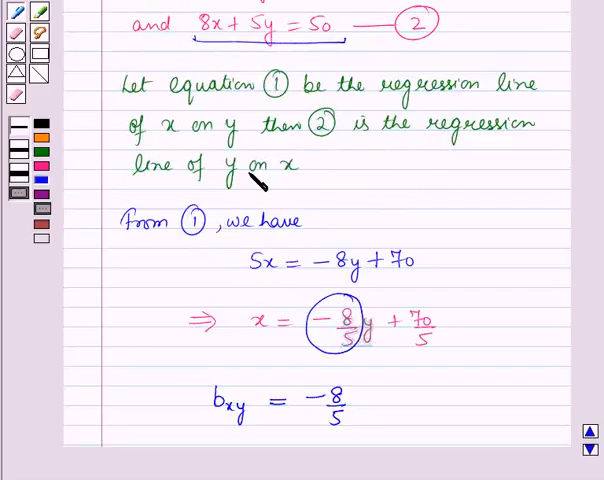 and 8x + 5y = 50 —— ②
Let equation ① be the regression line
of x on y then ② is the regression
line of y on x
From ①, we have
5x = -8y + 70
⇒ x = -8/5 y + 70/5
bxy = -8/5